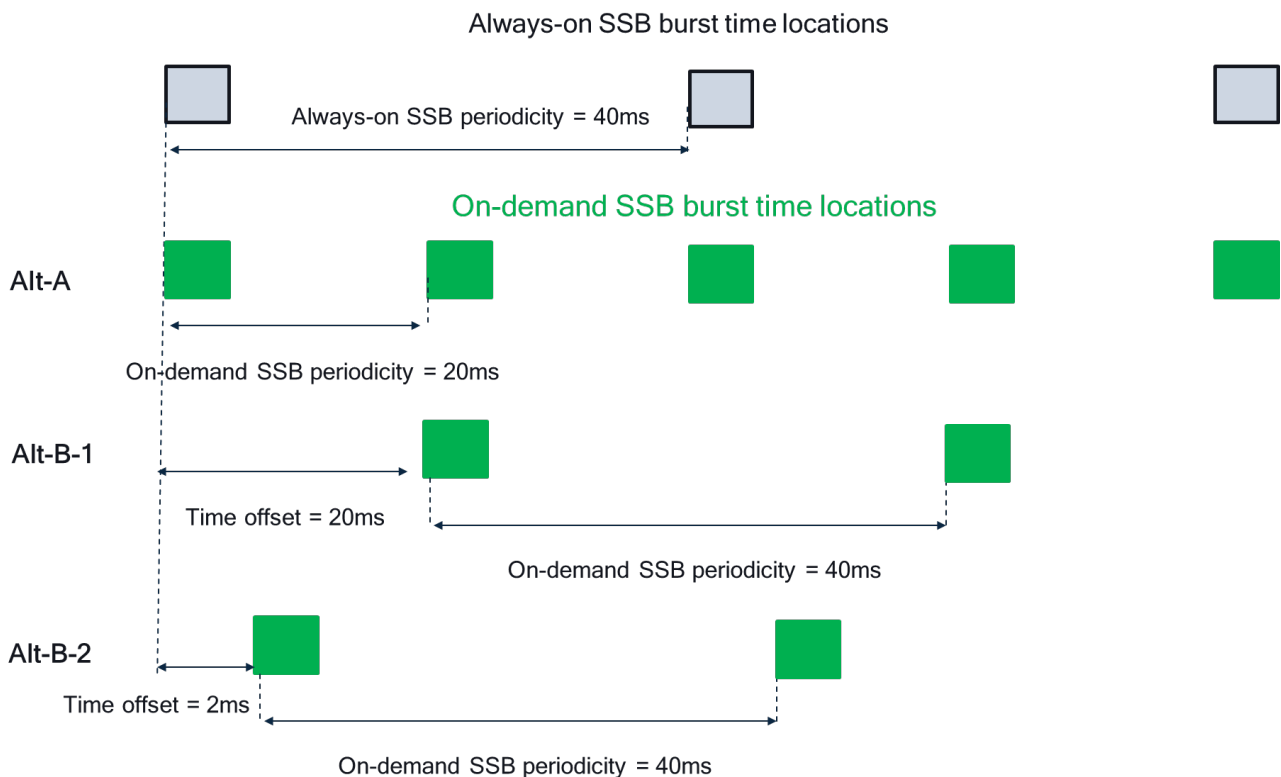 Always-on SSB burst time locations
Always-on SSB periodicity = 40ms
On-demand SSB burst time locations
Alt-A
On-demand SSB periodicity = 20ms
Alt-B-1
Time offset = 20ms
On-demand SSB periodicity = 40ms
Alt-B-2
Time offset = 2ms
On-demand SSB periodicity = 40ms